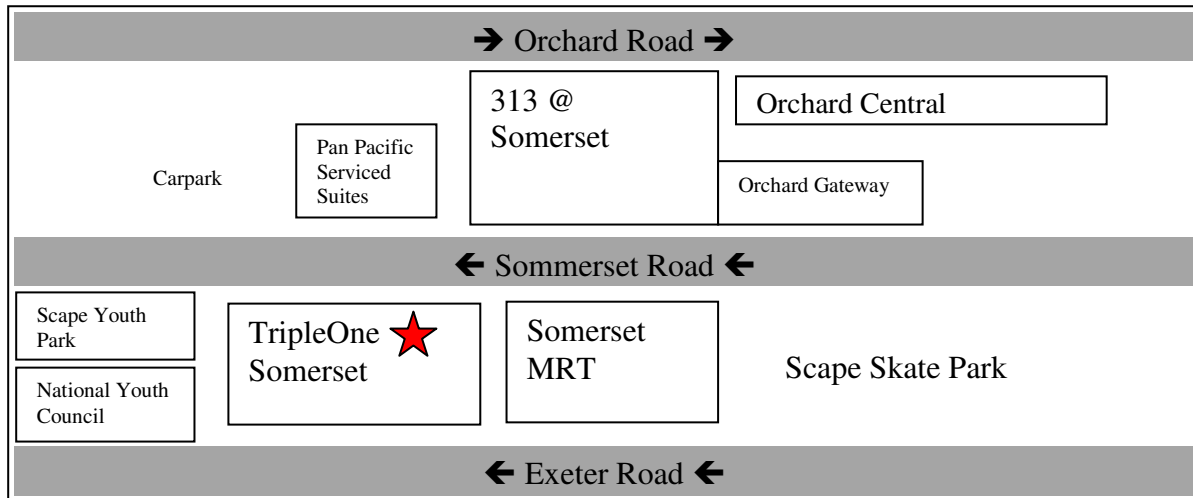 → Orchard Road →
313 @
Somerset
Orchard Central
Pan Pacific
Serviced
Suites
Carpark
Orchard Gateway
← Sommerset Road ←
Scape Youth
Park
TripleOne
Somerset
Somerset
MRT
Scape Skate Park
National Youth
Council
← Exeter Road ←